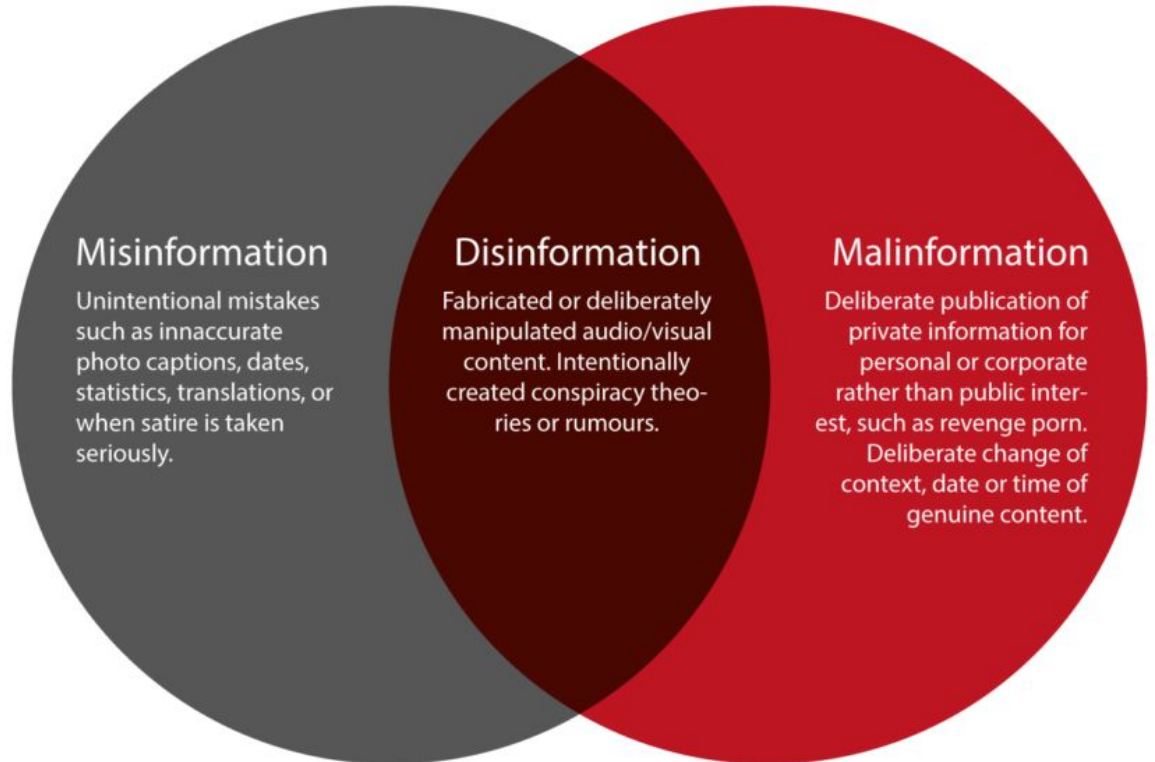 Misinformation
Unintentional mistakes
such as innaccurate
photo captions, dates,
statistics, translations, or
when satire is taken
seriously.
Disinformation
Fabricated or deliberately
manipulated audio/visual
content. Intentionally
created conspiracy theo-
ries or rumours.
Malinformation
Deliberate publication of
private information for
personal or corporate
rather than public inter-
est, such as revenge porn.
Deliberate change of
context, date or time of
genuine content.